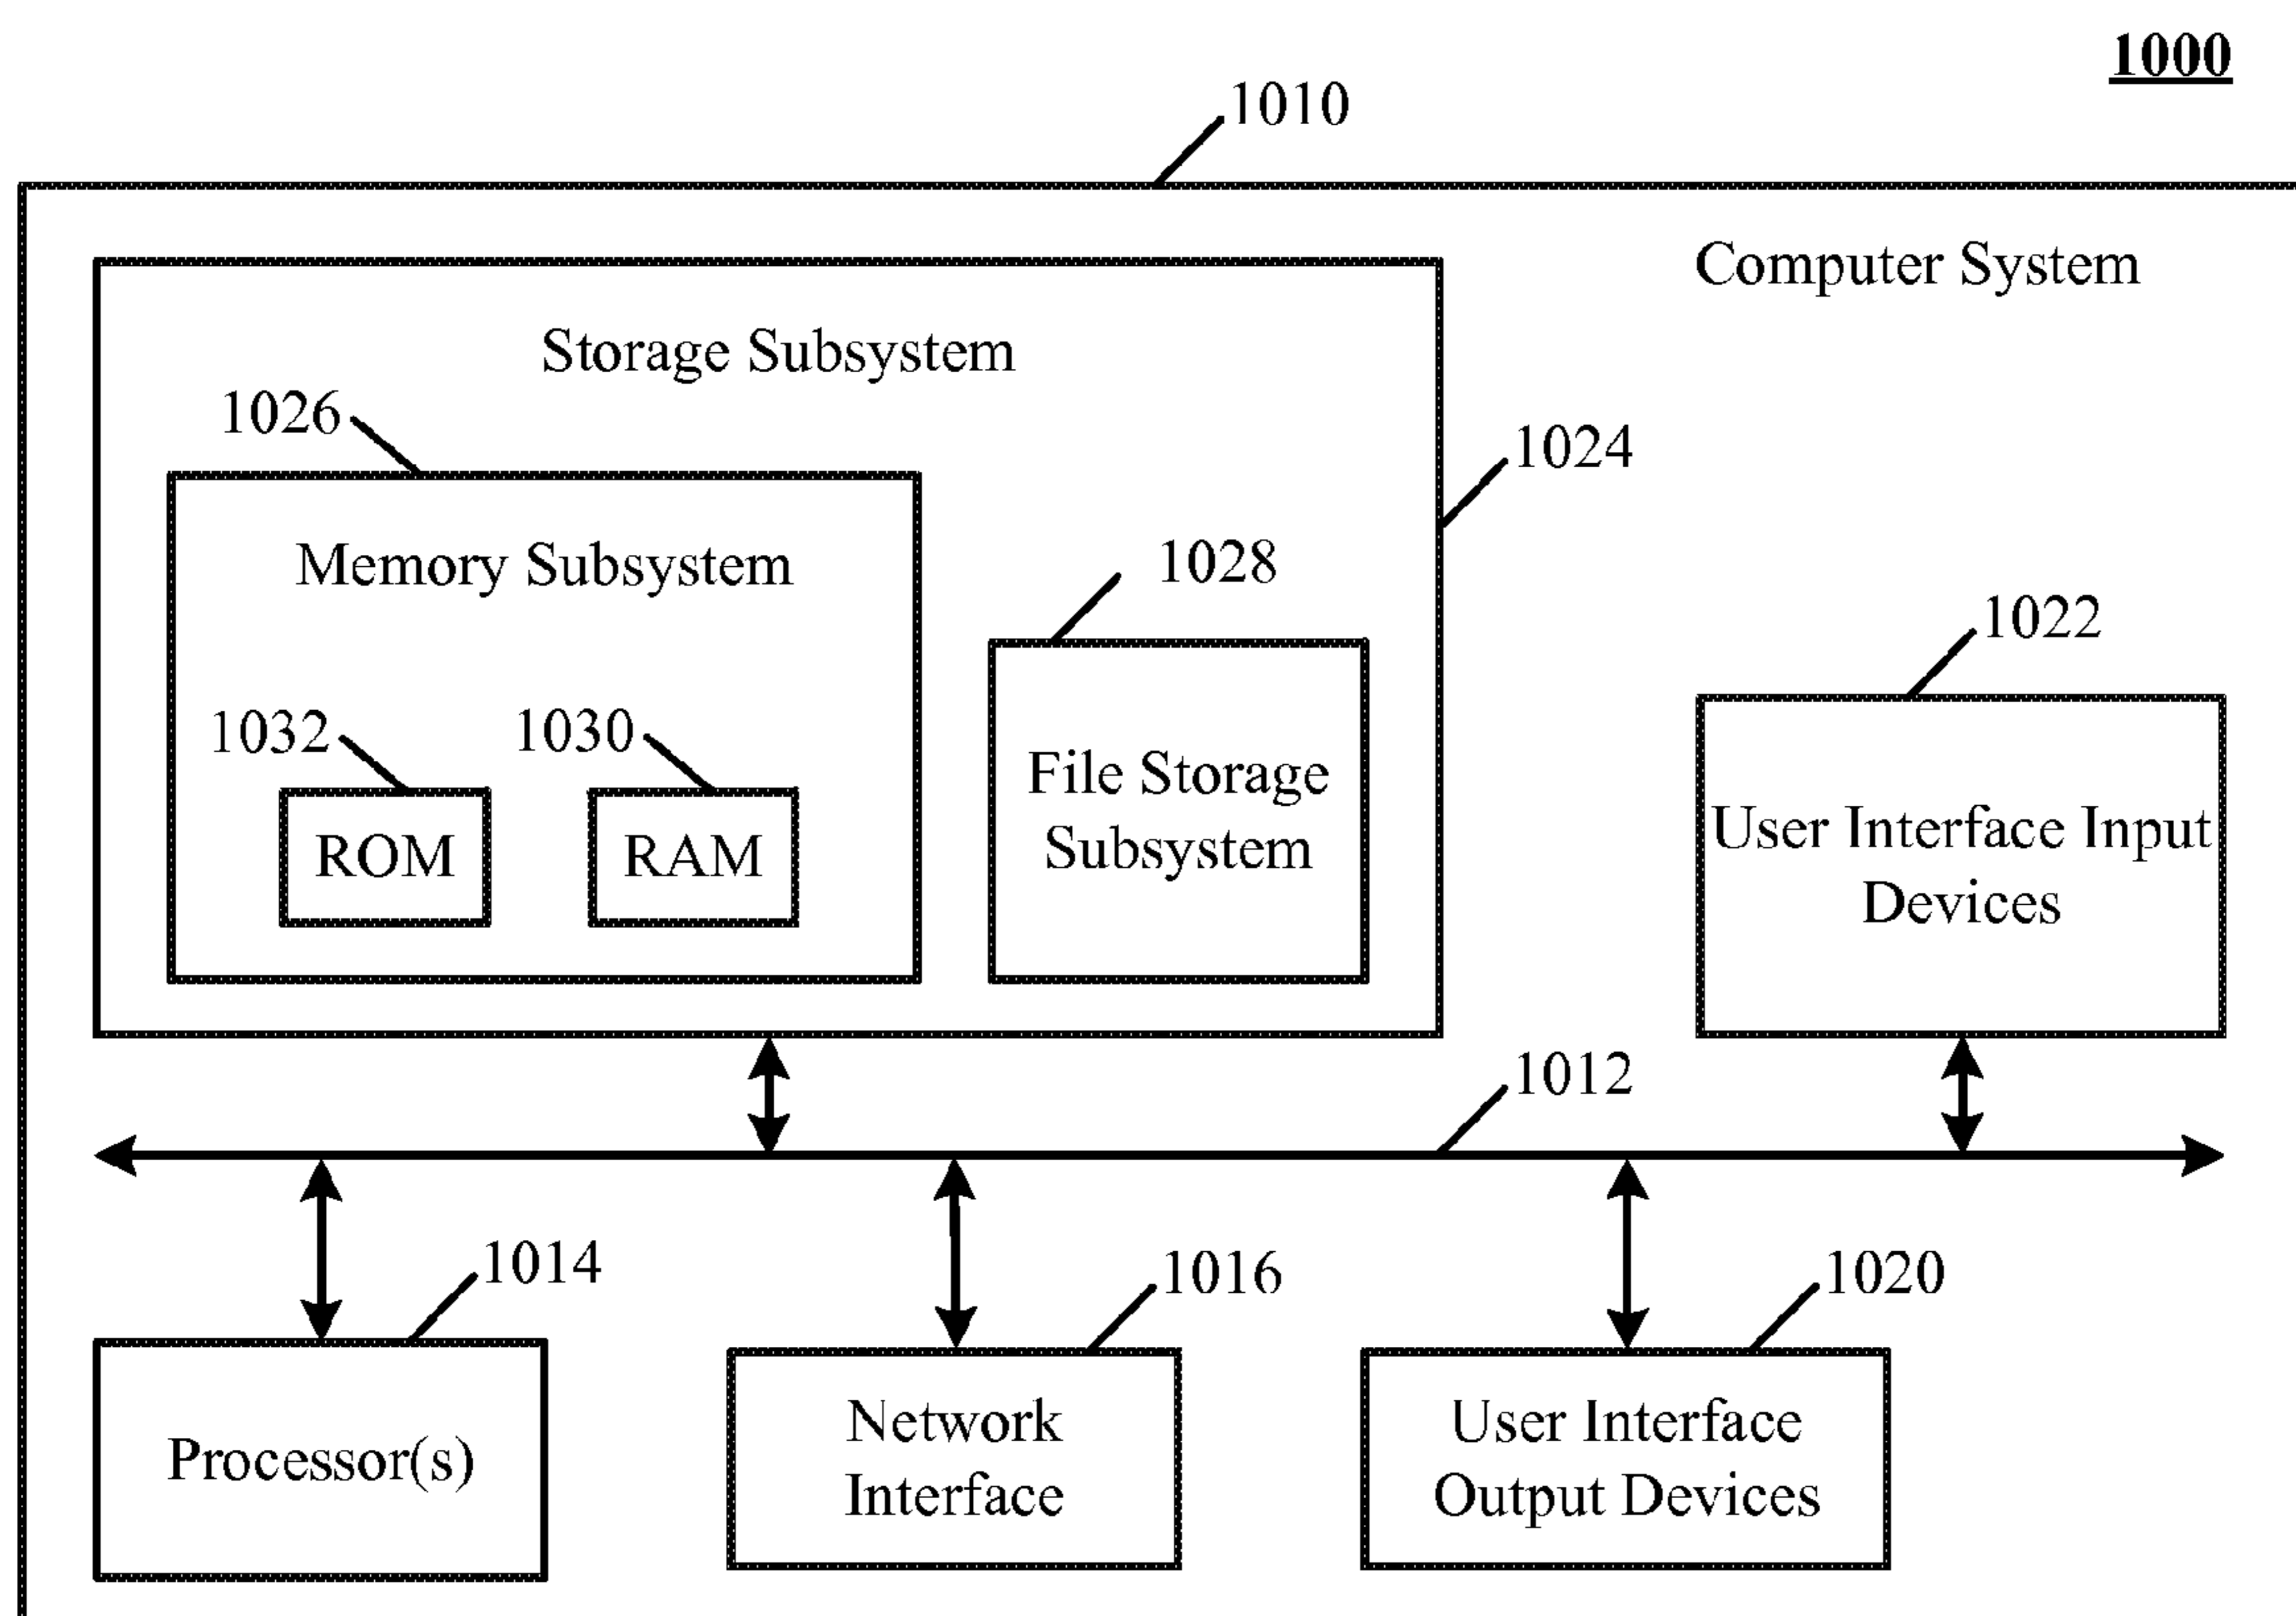 1000
1010
Computer System
Storage Subsystem
1026
1024
Memory Subsystem
1028
1022
1032
1030
ROM
RAM
File Storage
Subsystem
User Interface Input
Devices
1012
1014
1016
1020
Processor(s)
Network
Interface
User Interface
Output Devices